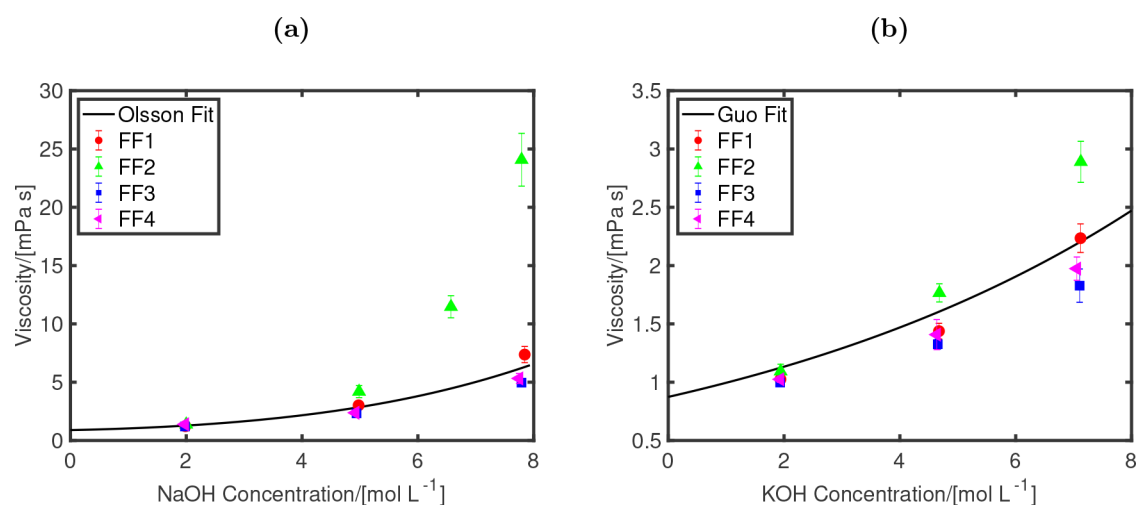 (a)
30
25
20
15
10
5
0
Viscosity/[mPa s]
Olsson Fit
FF1
FF2
FF3
FF4
0 2 4 6 8
NaOH Concentration/[mol L⁻¹]
(b)
3.5
3
2.5
2
1.5
1
0.5
Viscosity/[mPa s]
Guo Fit
FF1
FF2
FF3
FF4
0 2 4 6 8
KOH Concentration/[mol L⁻¹]